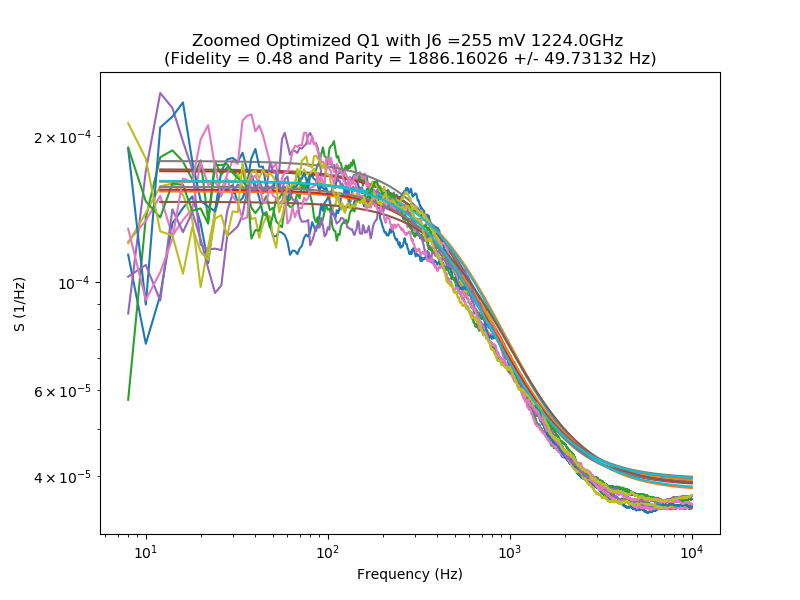 Zoomed Optimized Q1 with J6 =255 mV 1224.0GHz
(Fidelity = 0.48 and Parity = 1886.16026 +/- 49.73132 Hz)
2 × 10⁻⁴
10⁻⁴
6 × 10⁻⁵
4 × 10⁻⁵
S (1/Hz)
10¹ 10² 10³ 10⁴
Frequency (Hz)